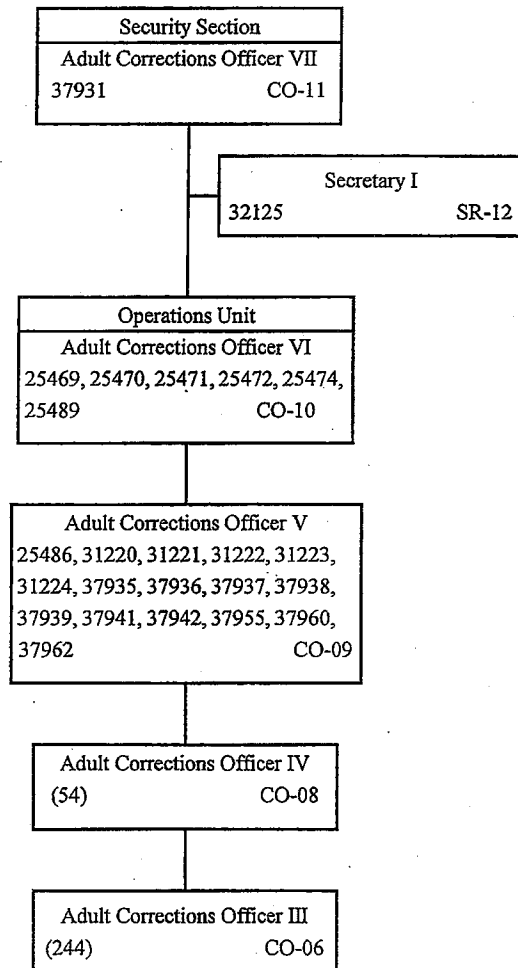 Security Section
Adult Corrections Officer VII
37931 CO-11
Secretary I
32125 SR-12
Operations Unit
Adult Corrections Officer VI
25469, 25470, 25471, 25472, 25474,
25489 CO-10
Adult Corrections Officer V
25486, 31220, 31221, 31222, 31223,
31224, 37935, 37936, 37937, 37938,
37939, 37941, 37942, 37955, 37960,
37962 CO-09
Adult Corrections Officer IV
(54) CO-08
Adult Corrections Officer III
(244) CO-06